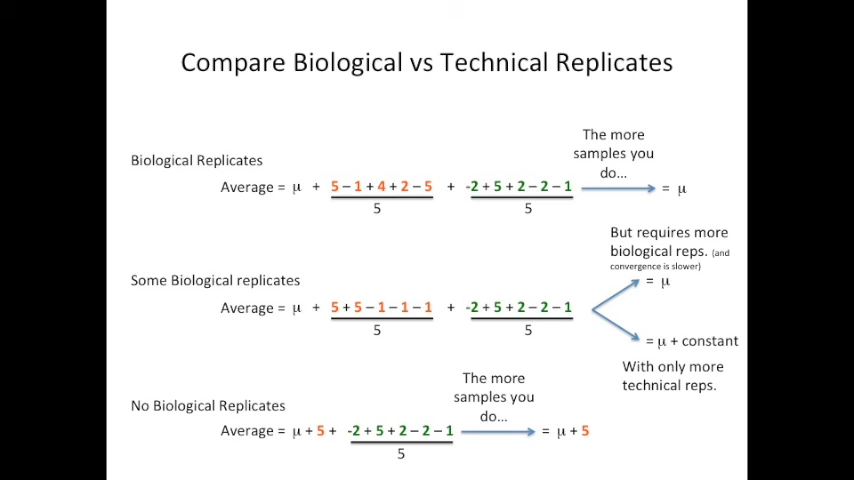 Compare Biological vs Technical Replicates
The more
samples you
do...
Biological Replicates
Average = μ + 5 – 1 + 4 + 2 – 5 + -2 + 5 + 2 – 2 – 1 = μ
5 5
But requires more
biological reps. (and
convergence is slower)
Some Biological replicates
= μ
Average = μ + 5 + 5 – 1 – 1 – 1 + -2 + 5 + 2 – 2 – 1
5 5
= μ + constant
With only more
technical reps.
The more
samples you
do...
No Biological Replicates
Average = μ + 5 + -2 + 5 + 2 – 2 – 1 = μ + 5
5